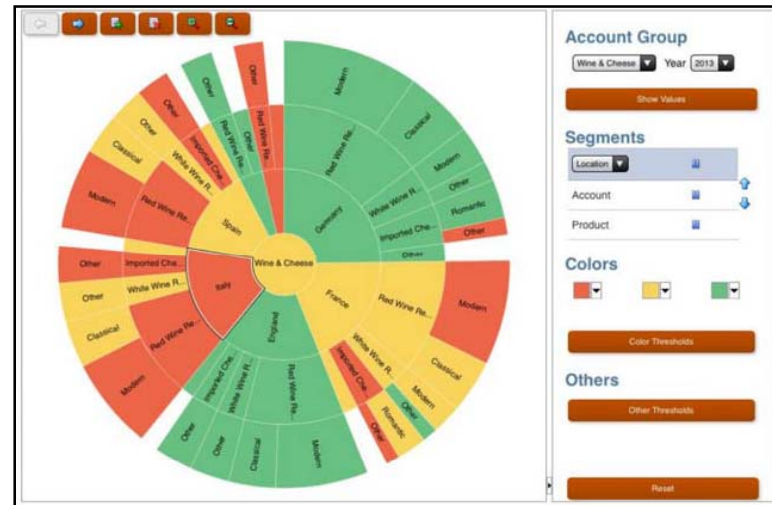 Wine & Cheese
Germany
Red Wine Re...
White Wine R...
Imported Che...
Other
Modern
Classical
Modern
Other
Romantic
Other
France
Red Wine Re...
White Wine R...
Imported Che...
Modern
Classical
Modern
Other
Romantic
Other
England
Red Wine Re...
White Wine R...
Imported Che...
Modern
Classical
Other
Other
Italy
Red Wine Re...
White Wine R...
Imported Che...
Modern
Classical
Other
Other
Spain
Red Wine Re...
White Wine R...
Imported Che...
Modern
Classical
Other
Other
Red Wine Re...
Other
Other
Red Wine Re...
Other
Account Group
Wine & Cheese Year 2013
Show Values
Segments
Location
Account
Product
Colors
Color Thresholds
Others
Other Thresholds
Reset